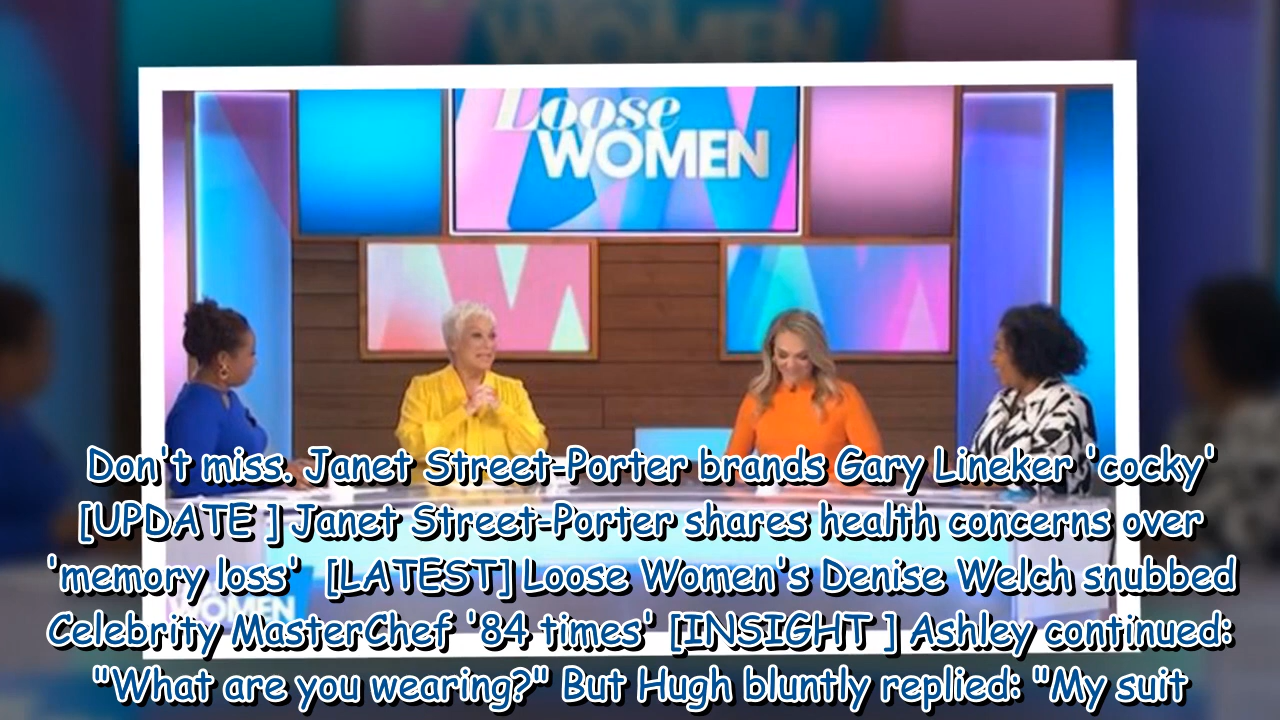 Loose
WOMEN
Don't miss. Janet Street-Porter brands Gary Lineker 'cocky'
[UPDATE ] Janet Street-Porter shares health concerns over
'memory loss' [LATEST] Loose Women's Denise Welch snubbed
WOMEN
Celebrity MasterChef '84 times' [INSIGHT ] Ashley continued:
"What are you wearing?" But Hugh bluntly replied: "My suit